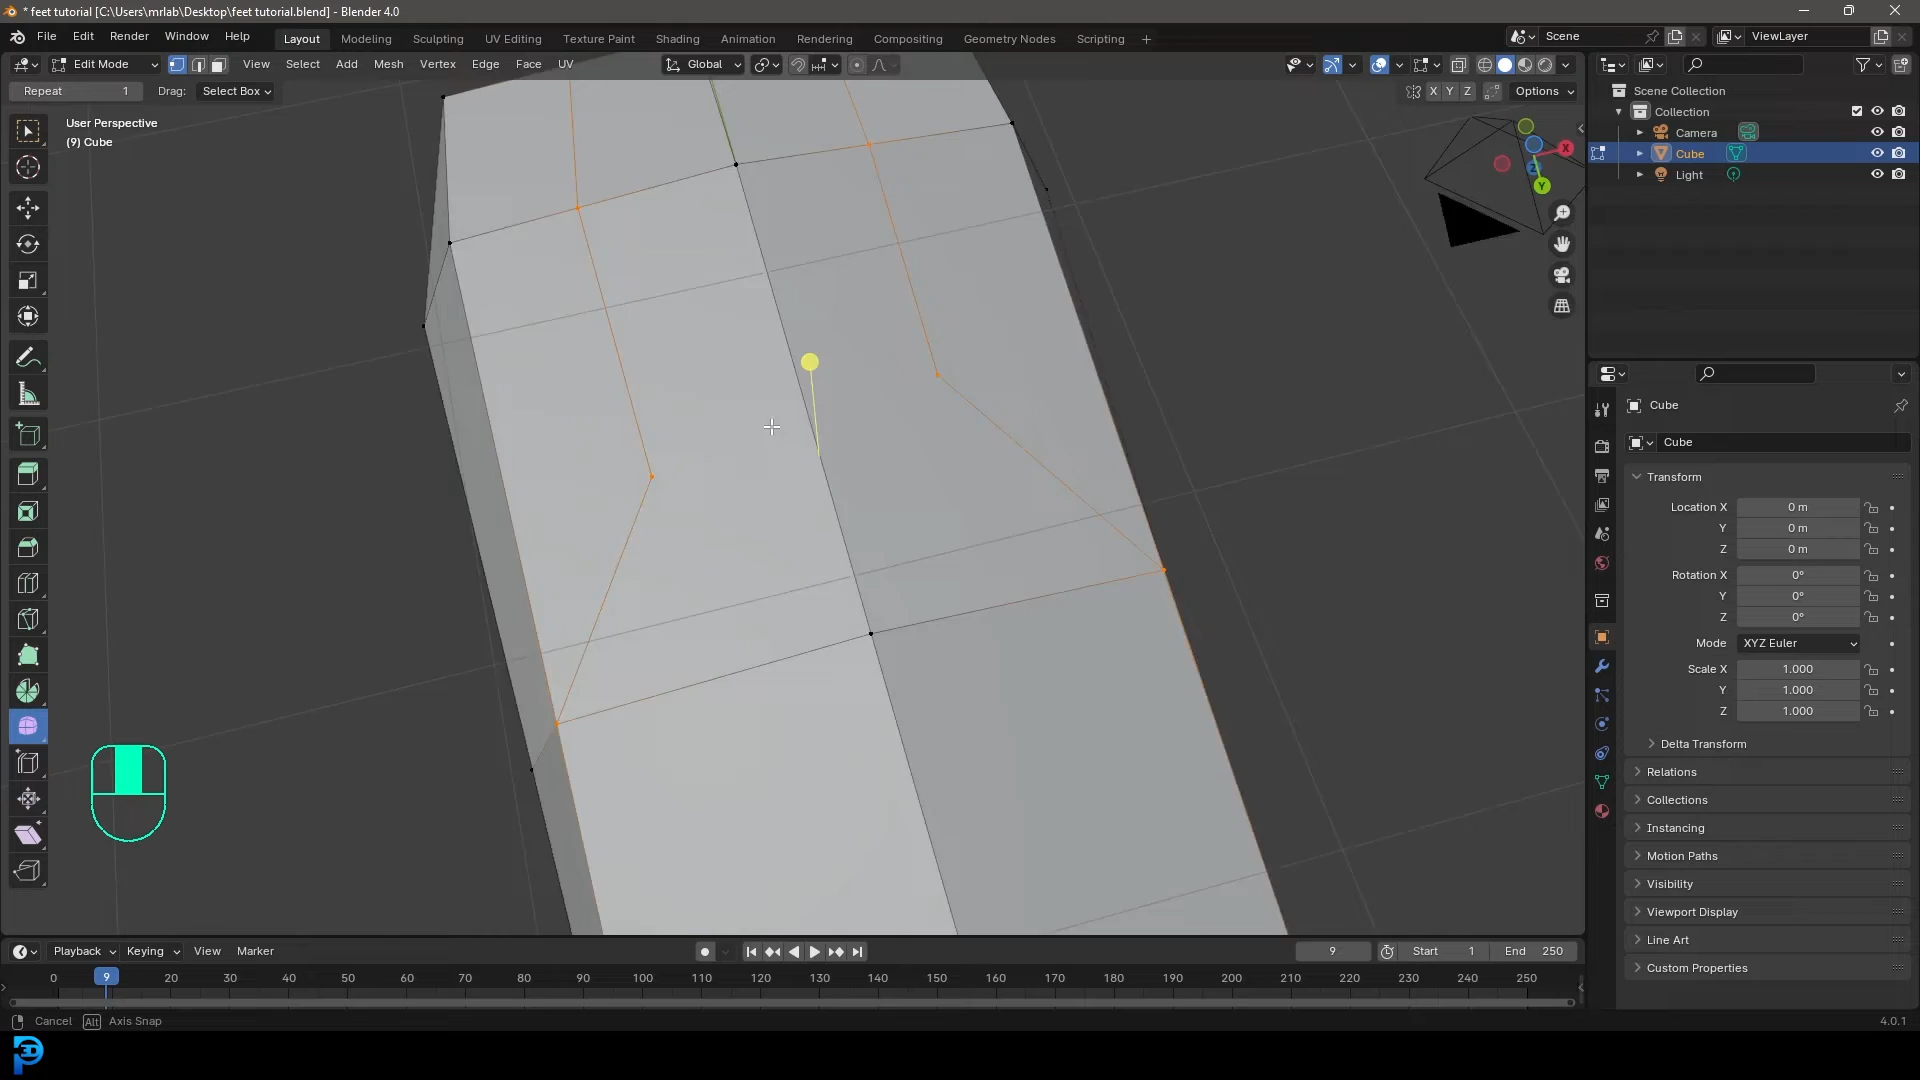 * feet tutorial [C:\Users\mrlab\Desktop\feet tutorial.blend] - Blender 4.0
File Edit Render Window Help Layout Modeling Sculpting UV Editing Texture Paint Shading Animation Rendering Compositing Geometry Nodes Scripting + Scene ViewLayer
Edit Mode View Select Add Mesh Vertex Edge Face UV Global
Repeat 1 Drag: Select Box X Y Z Options
User Perspective
(9) Cube
X
Y
Z
Scene Collection
Collection
Camera
Cube
Light
Cube
Cube
Transform
Location X 0 m
Y 0 m
Z 0 m
Rotation X 0°
Y 0°
Z 0°
Mode XYZ Euler
Scale X 1.000
Y 1.000
Z 1.000
Delta Transform
Relations
Collections
Instancing
Motion Paths
Visibility
Viewport Display
Line Art
Custom Properties
Playback Keying View Marker 9 Start 1 End 250
0 9 20 30 40 50 60 70 80 90 100 110 120 130 140 150 160 170 180 190 200 210 220 230 240 250
Cancel Alt Axis Snap 4.0.1